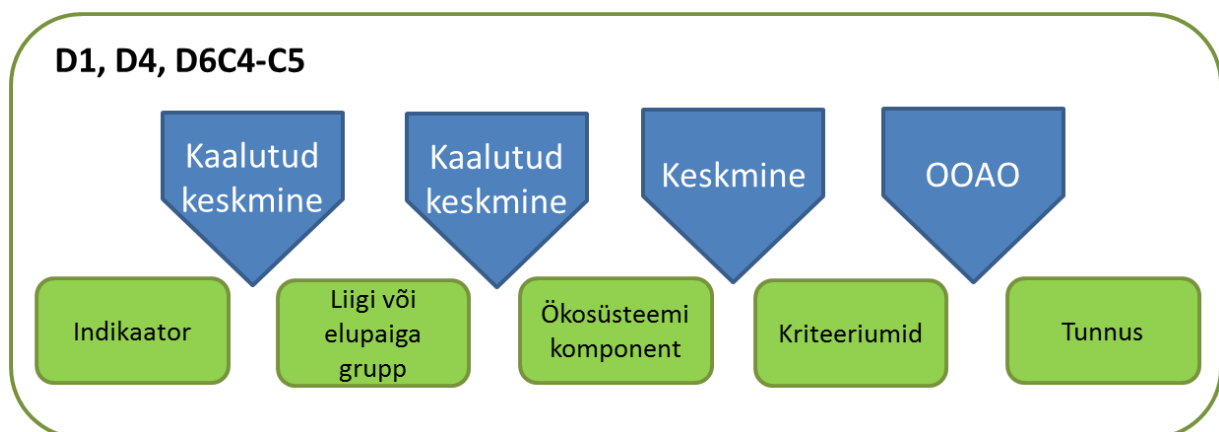 D1, D4, D6C4-C5
Kaalutud
keskmine
Kaalutud
keskmine
Keskmine
OOAO
Indikaator
Liigi või
elupaiga
grupp
Ökosüsteemi
komponent
Kriteeriumid
Tunnus